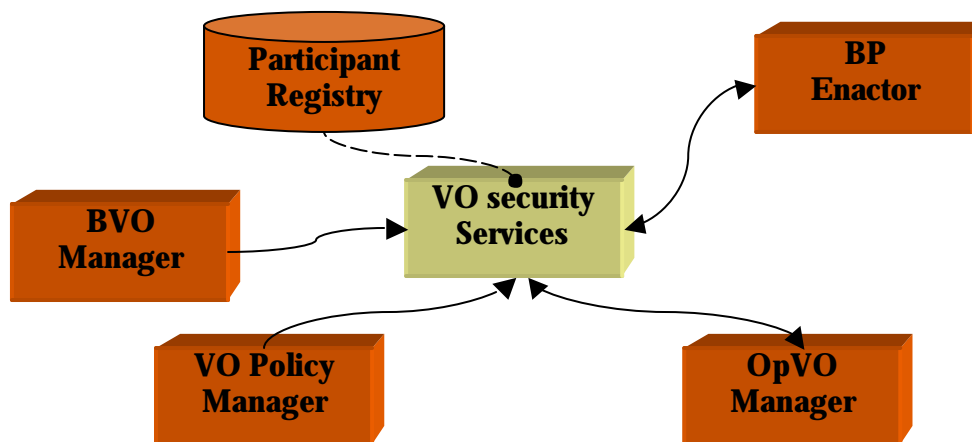 Participant
Registry
BP
Enactor
VO security
Services
BVO
Manager
VO Policy
Manager
OpVO
Manager